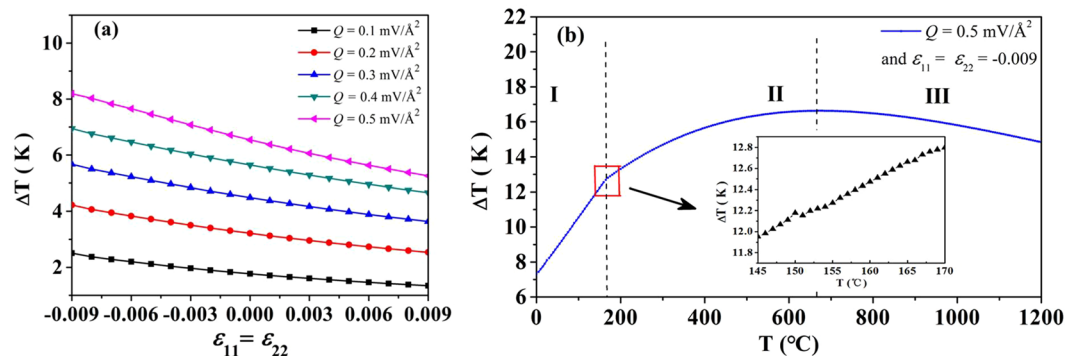 (a)
Q = 0.1 mV/Å²
Q = 0.2 mV/Å²
Q = 0.3 mV/Å²
Q = 0.4 mV/Å²
Q = 0.5 mV/Å²
10
8
6
4
2
ΔT ( K)
-0.009 -0.006 -0.003 0.000 0.003 0.006 0.009
ε₁₁= ε₂₂
(b)
Q = 0.5 mV/Å²
and ε₁₁ = ε₂₂ = -0.009
I
II
III
22
20
18
16
14
12
10
8
6
ΔT ( K)
0 200 400 600 800 1000 1200
T (°C)
12.8
12.6
12.4
12.2
12.0
11.8
ΔT ( K)
145 150 155 160 165 170
T (℃)